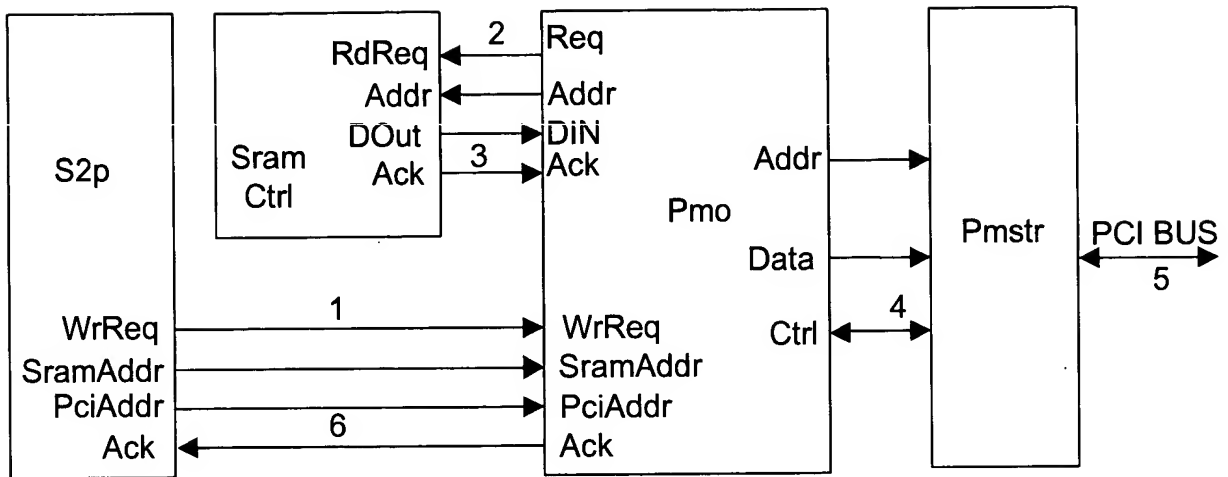 S2p
WrReq
SramAddr
PciAddr
Ack
RdReq
Addr
DOut
Ack
Sram
Ctrl
2
3
1
6
Req
Addr
DIN
Ack
Pmo
Addr
Data
Ctrl
WrReq
SramAddr
PciAddr
Ack
4
Pmstr
PCI BUS
5